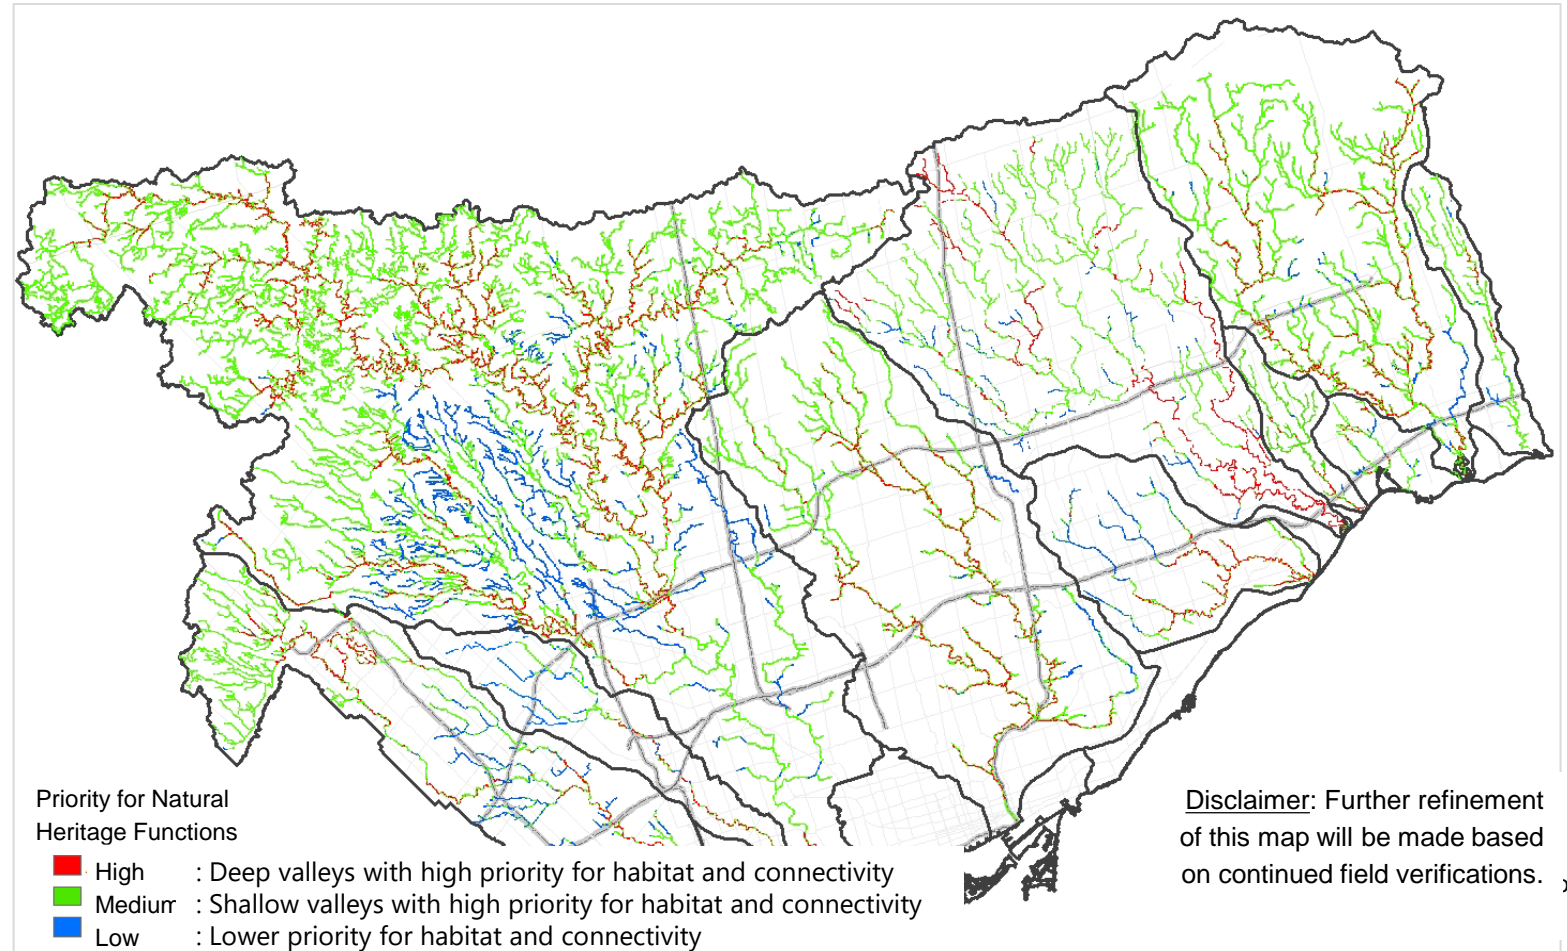 Priority for Natural
Heritage Functions
High : Deep valleys with high priority for habitat and connectivity
Medium : Shallow valleys with high priority for habitat and connectivity
Low : Lower priority for habitat and connectivity
Disclaimer: Further refinement
of this map will be made based
on continued field verifications.